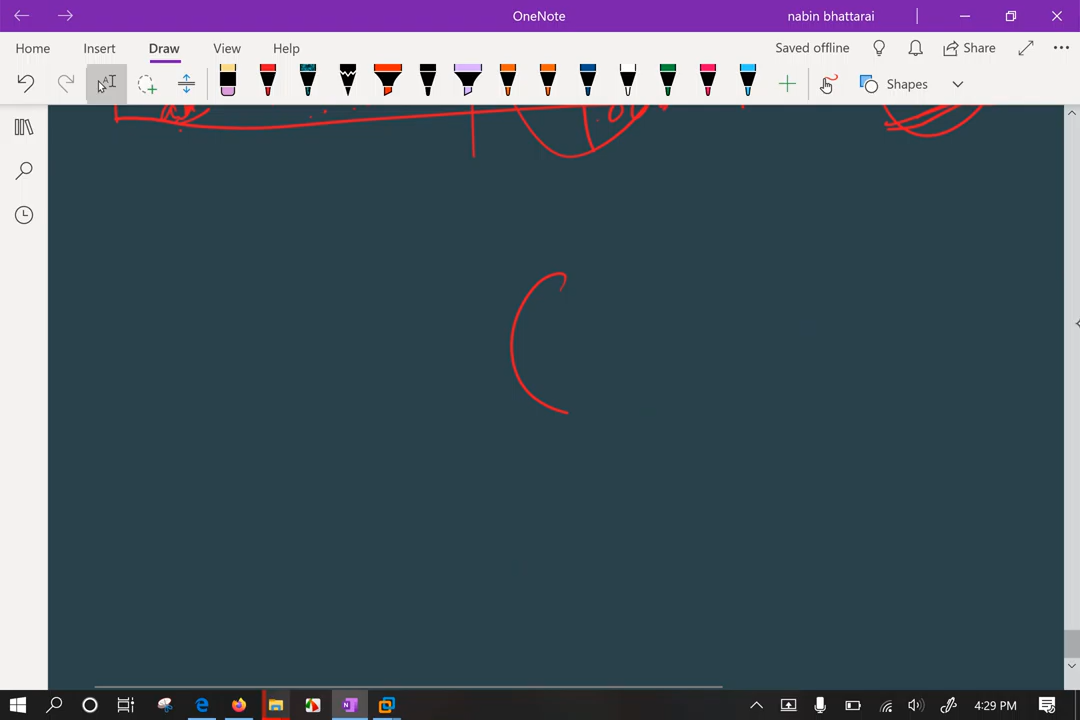 OneNote
nabin bhattarai
Home
Insert
Draw
View
Help
Saved offline
Share
Shapes
4:29 PM